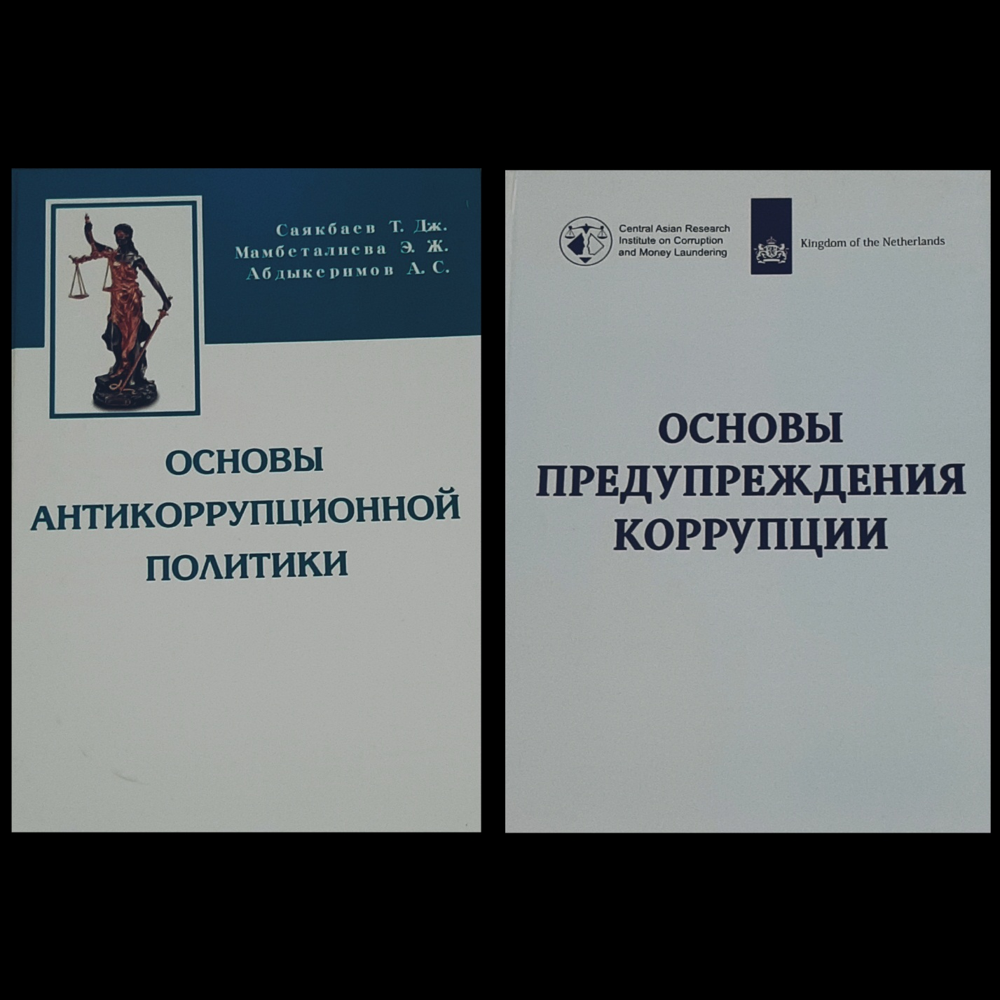 Саякбаев Т. Дж.
Мамбеталиева Э. Ж.
Абдыкеримов А. С.
ОСНОВЫ
АНТИКОРРУПЦИОННОЙ
ПОЛИТИКИ
Central Asian Research
Institute on Corruption
and Money Laundering
Kingdom of the Netherlands
ОСНОВЫ
ПРЕДУПРЕЖДЕНИЯ
КОРРУПЦИИ